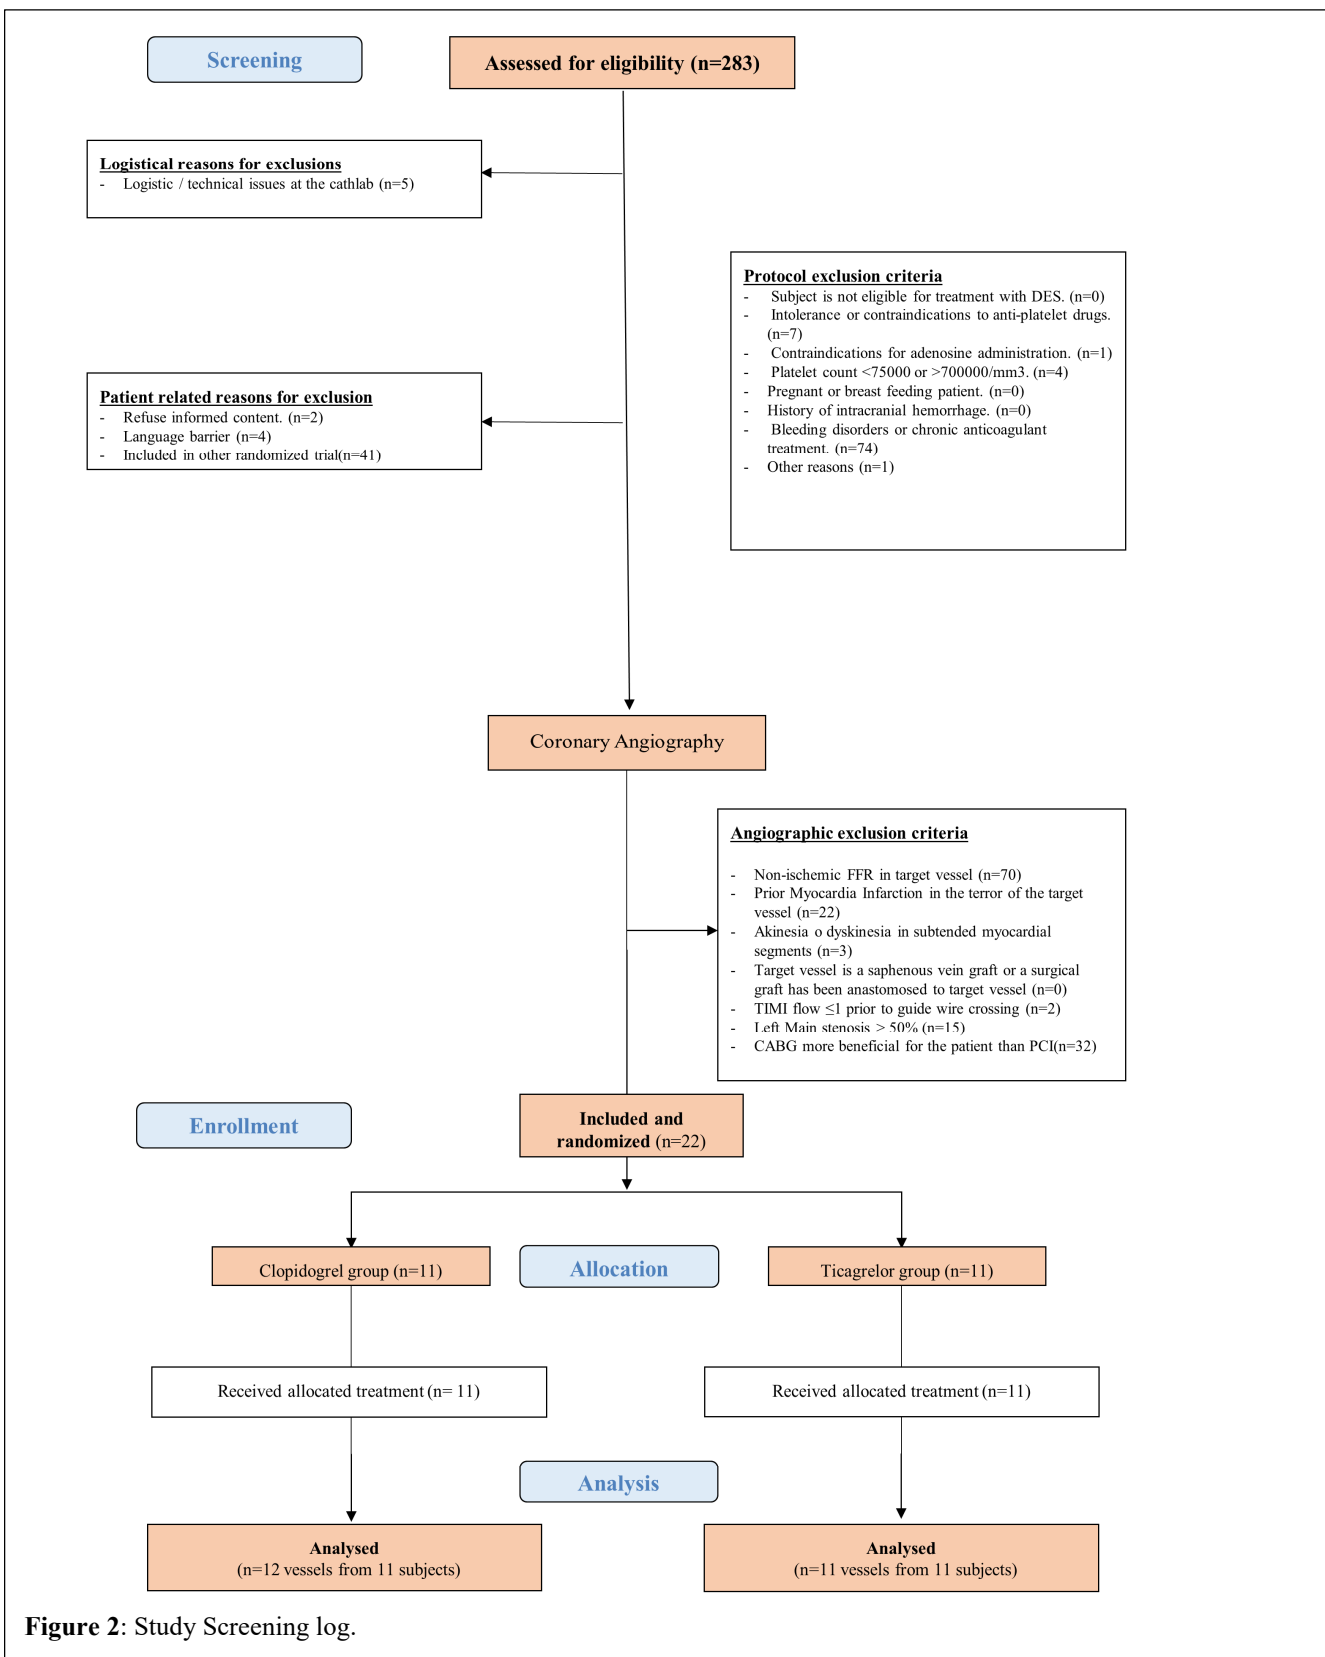 Screening
Assessed for eligibility (n=283)
Logistical reasons for exclusions
- Logistic / technical issues at the cathlab (n=5)
Protocol exclusion criteria
- Subject is not eligible for treatment with DES. (n=0)
- Intolerance or contraindications to anti-platelet drugs.
(n=7)
- Contraindications for adenosine administration. (n=1)
- Platelet count <75000 or >700000/mm3. (n=4)
- Pregnant or breast feeding patient. (n=0)
- History of intracranial hemorrhage. (n=0)
- Bleeding disorders or chronic anticoagulant
treatment. (n=74)
- Other reasons (n=1)
Patient related reasons for exclusion
- Refuse informed content. (n=2)
- Language barrier (n=4)
- Included in other randomized trial(n=41)
Coronary Angiography
Angiographic exclusion criteria
- Non-ischemic FFR in target vessel (n=70)
- Prior Myocardia Infarction in the terror of the target
vessel (n=22)
- Akinesia o dyskinesia in subtended myocardial
segments (n=3)
- Target vessel is a saphenous vein graft or a surgical
graft has been anastomosed to target vessel (n=0)
- TIMI flow ≤1 prior to guide wire crossing (n=2)
- Left Main stenosis > 50% (n=15)
- CABG more beneficial for the patient than PCI(n=32)
Enrollment
Included and
randomized (n=22)
Clopidogrel group (n=11)
Allocation
Ticagrelor group (n=11)
Received allocated treatment (n= 11)
Received allocated treatment (n=11)
Analysis
Analysed
(n=12 vessels from 11 subjects)
Analysed
(n=11 vessels from 11 subjects)
Figure 2: Study Screening log.